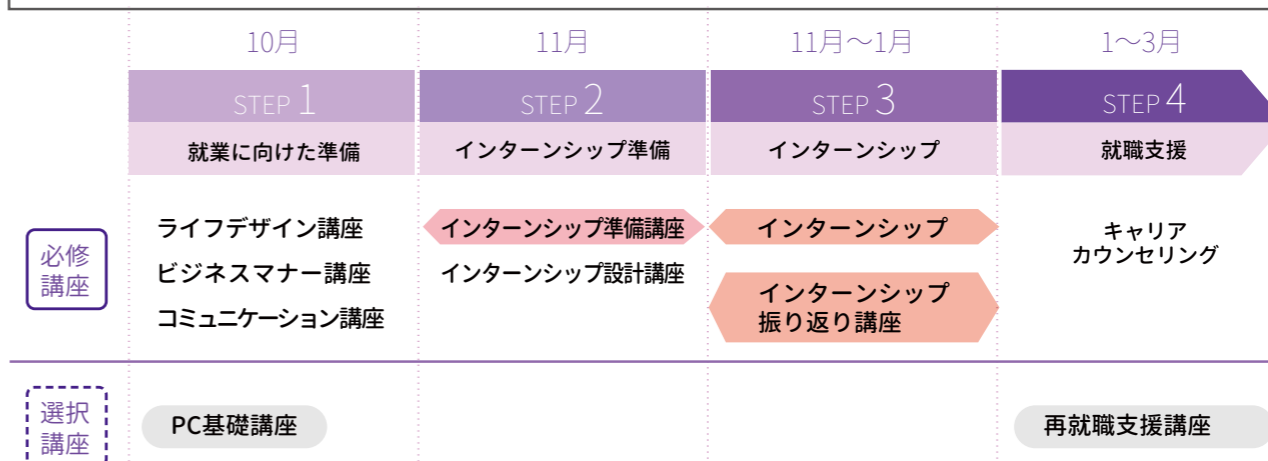 10月
11月
11月〜1月
1〜3月
STEP 1
STEP 2
STEP 3
STEP 4
就業に向けた準備
インターンシップ準備
インターンシップ
就職支援
必修
講座
ライフデザイン講座
ビジネスマナー講座
コミュニケーション講座
インターンシップ準備講座
インターンシップ設計講座
インターンシップ
インターンシップ
振り返り講座
キャリア
カウンセリング
選択
講座
PC基礎講座
再就職支援講座